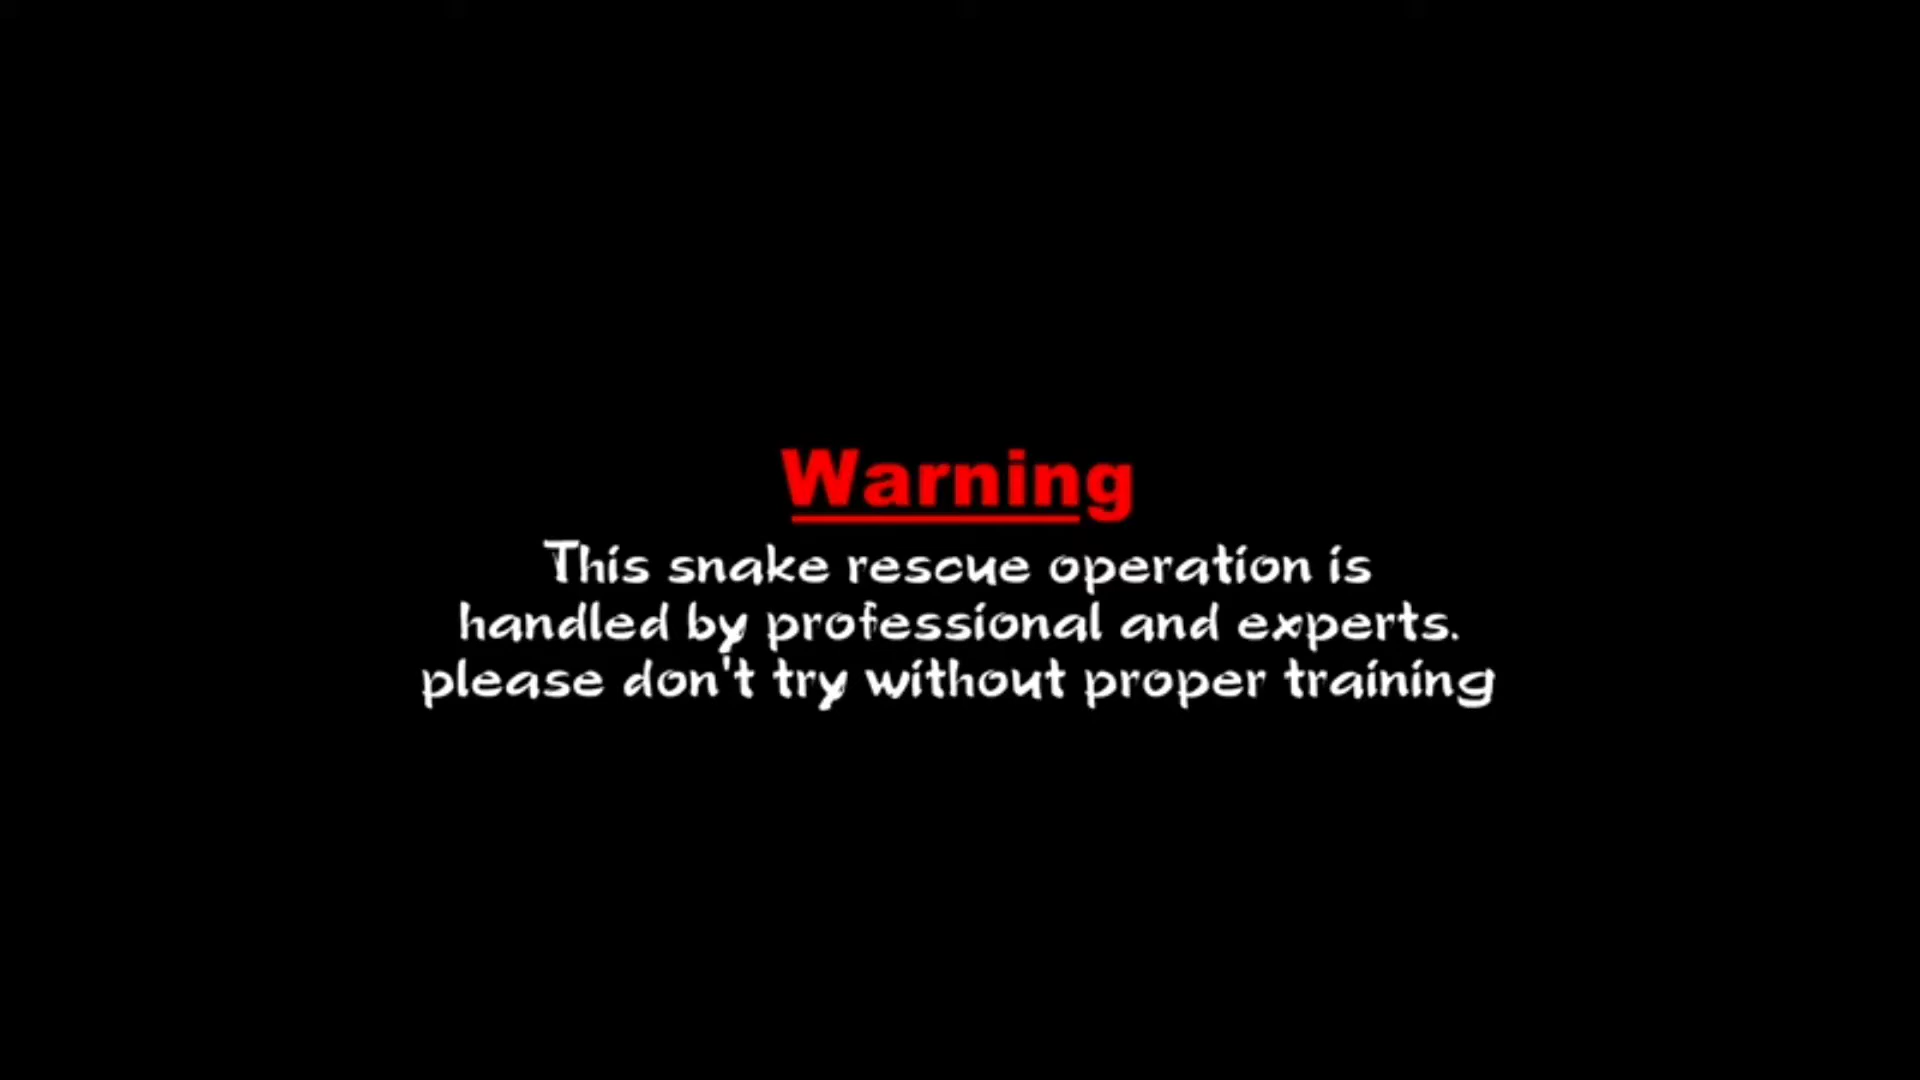 Warning
This snake rescue operation is
handled by professional and experts.
please don't try without proper training